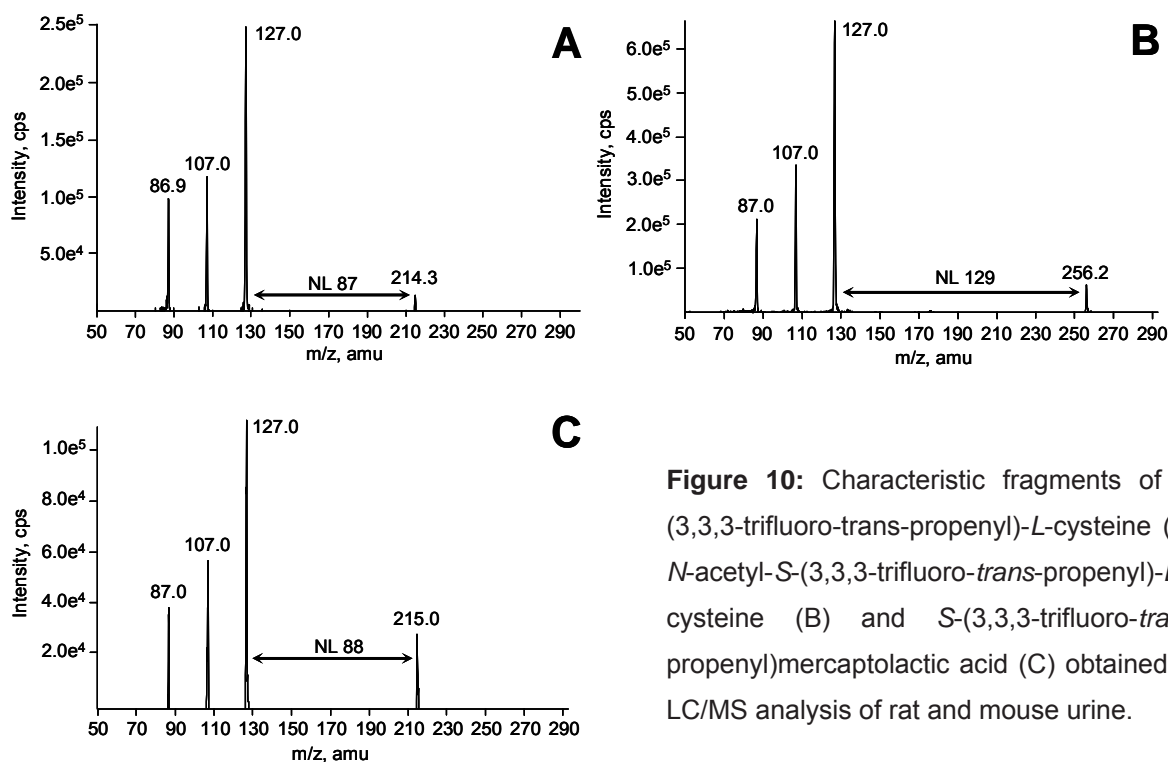 A
Intensity, cps
2.5e5
2.0e5
1.5e5
1.0e5
5.0e4
86.9
107.0
127.0
NL 87
214.3
50 70 90 110 130 150 170 190 210 230 250 270 290
m/z, amu
B
Intensity, cps
6.0e5
5.0e5
4.0e5
3.0e5
2.0e5
1.0e5
87.0
107.0
127.0
NL 129
256.2
50 70 90 110 130 150 170 190 210 230 250 270 290
m/z, amu
C
Intensity, cps
1.0e5
8.0e4
6.0e4
4.0e4
2.0e4
87.0
107.0
127.0
NL 88
215.0
50 70 90 110 130 150 170 190 210 230 250 270 290
m/z, amu
Figure 10: Characteristic fragments of
(3,3,3-trifluoro-trans-propenyl)-L-cysteine (
N-acetyl-S-(3,3,3-trifluoro-trans-propenyl)-
cysteine (B) and S-(3,3,3-trifluoro-tra
propenyl)mercaptolactic acid (C) obtained
LC/MS analysis of rat and mouse urine.